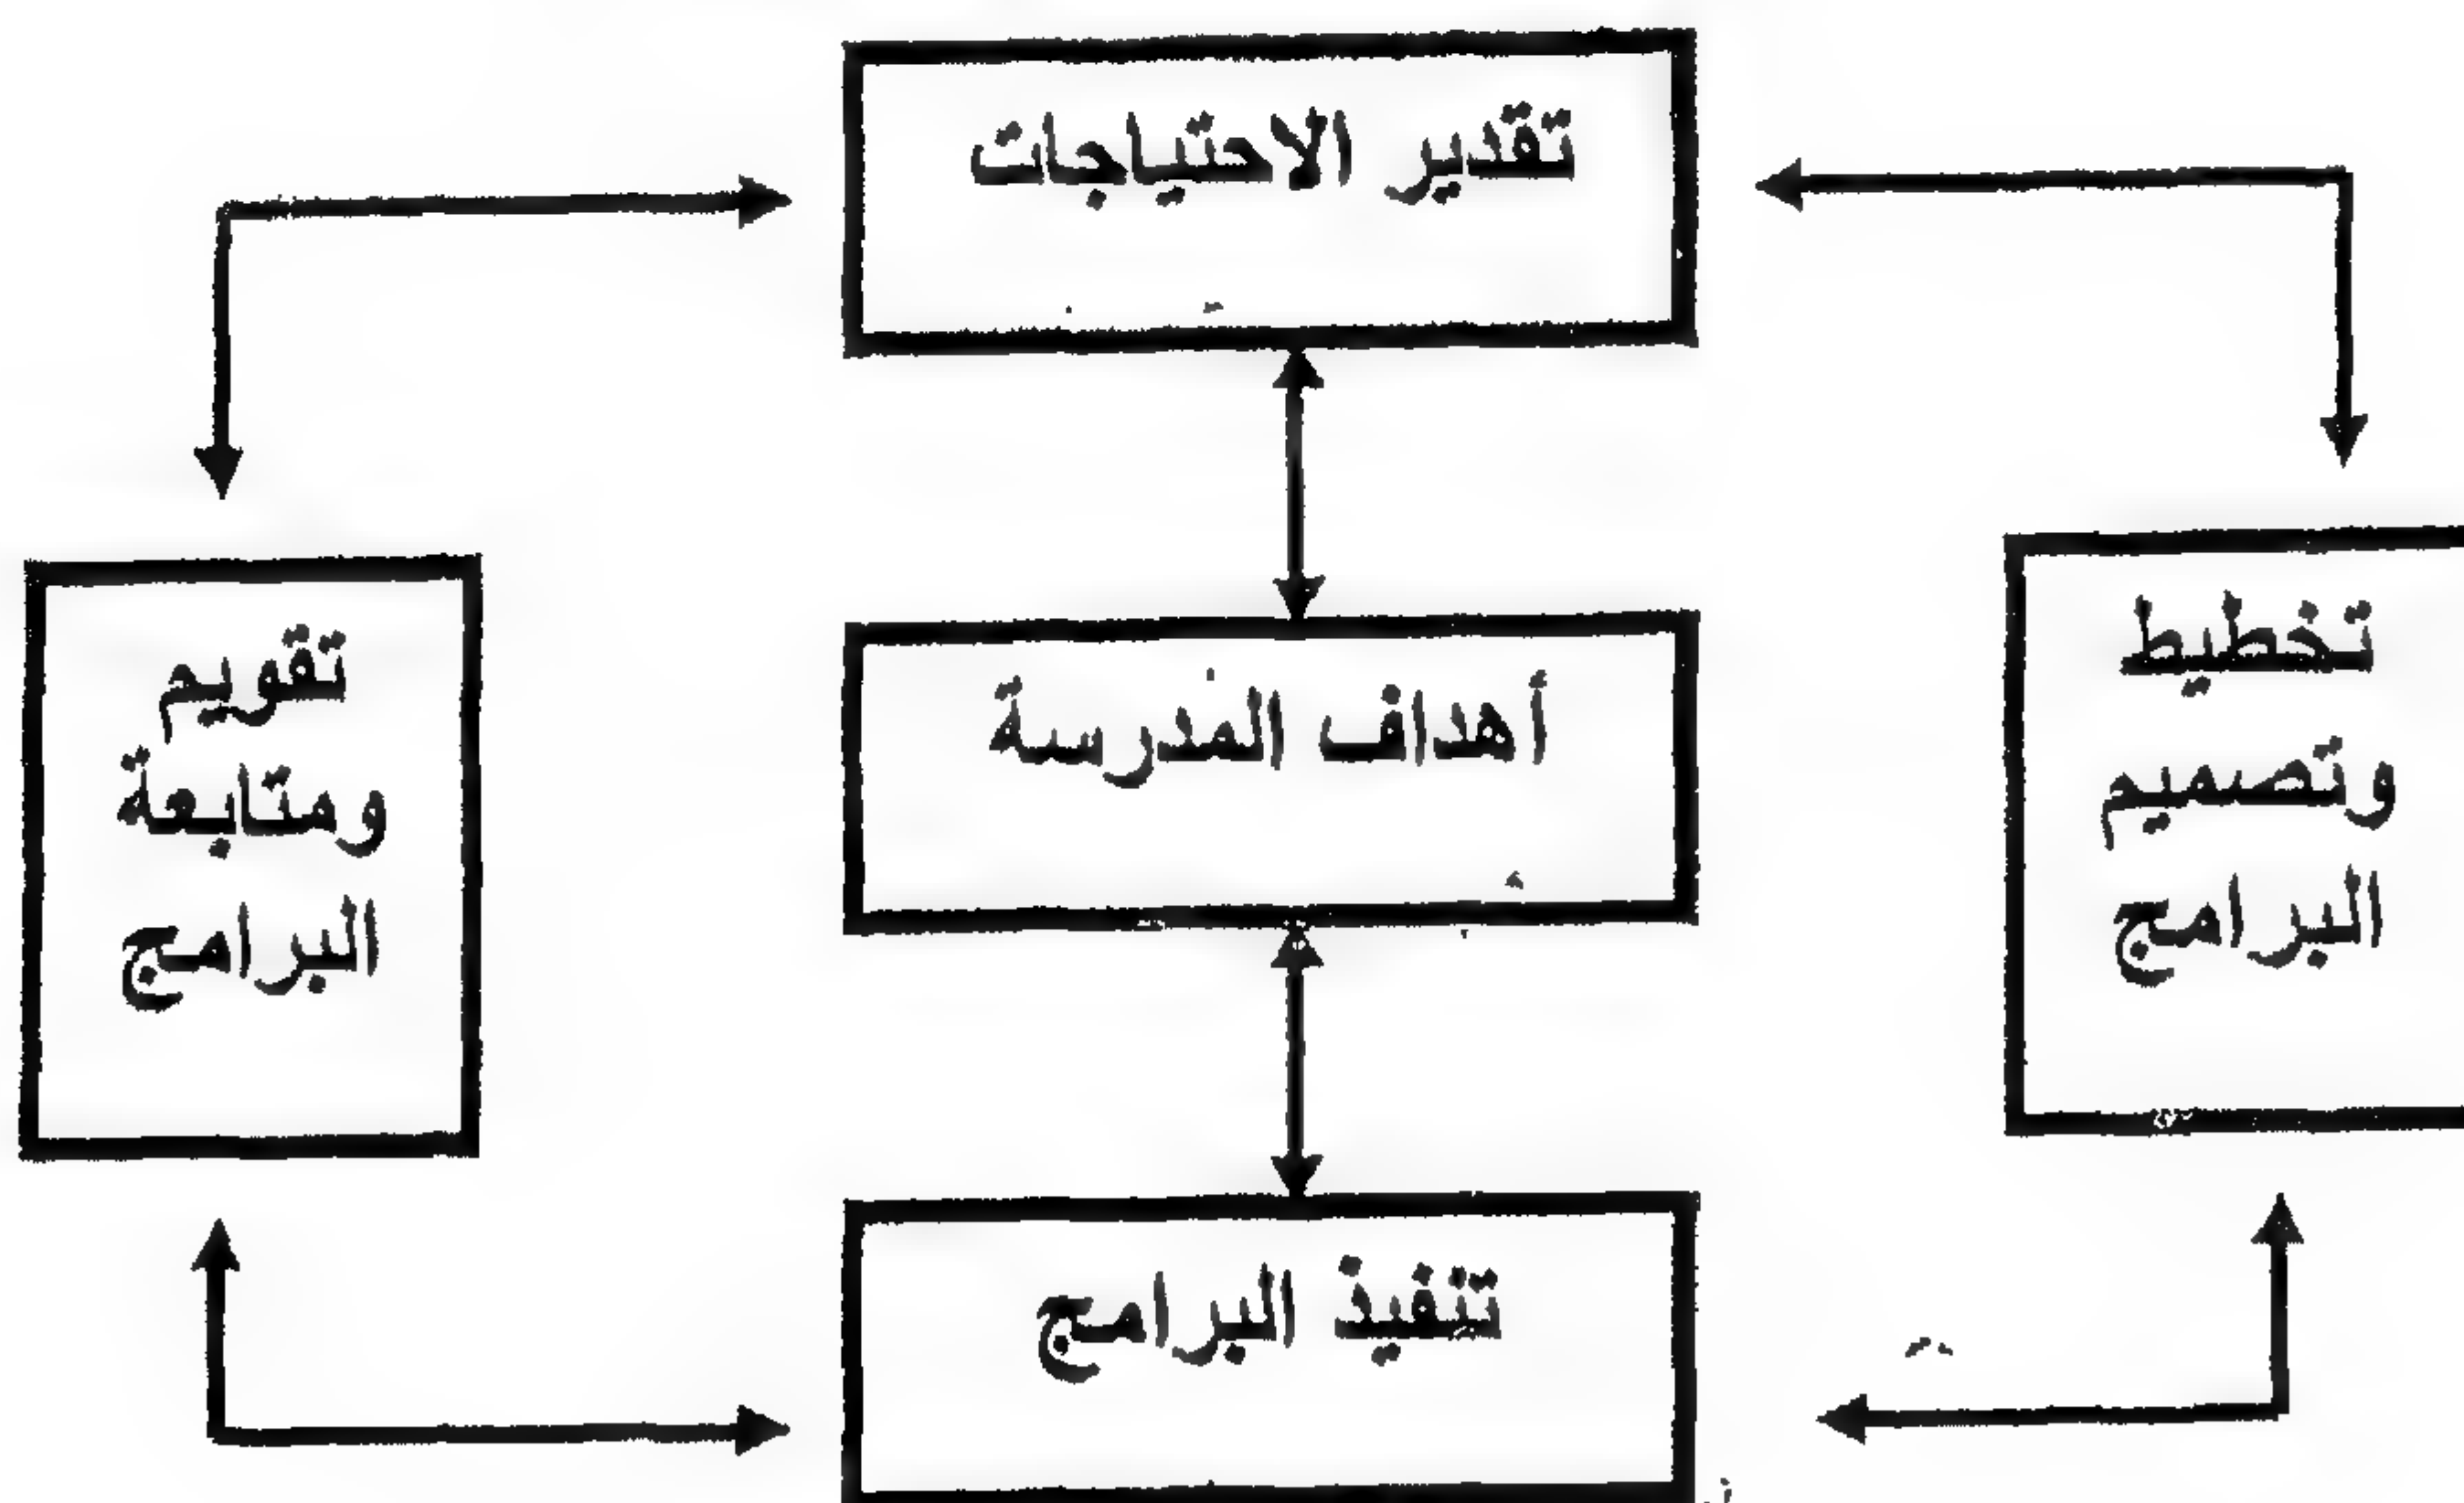 تقدير الاحتياجات
تخطيط
وتصميم
البرامج
أهداف المدرسة
تقويم
ومتابعة
البرامج
تنفيذ البرامج